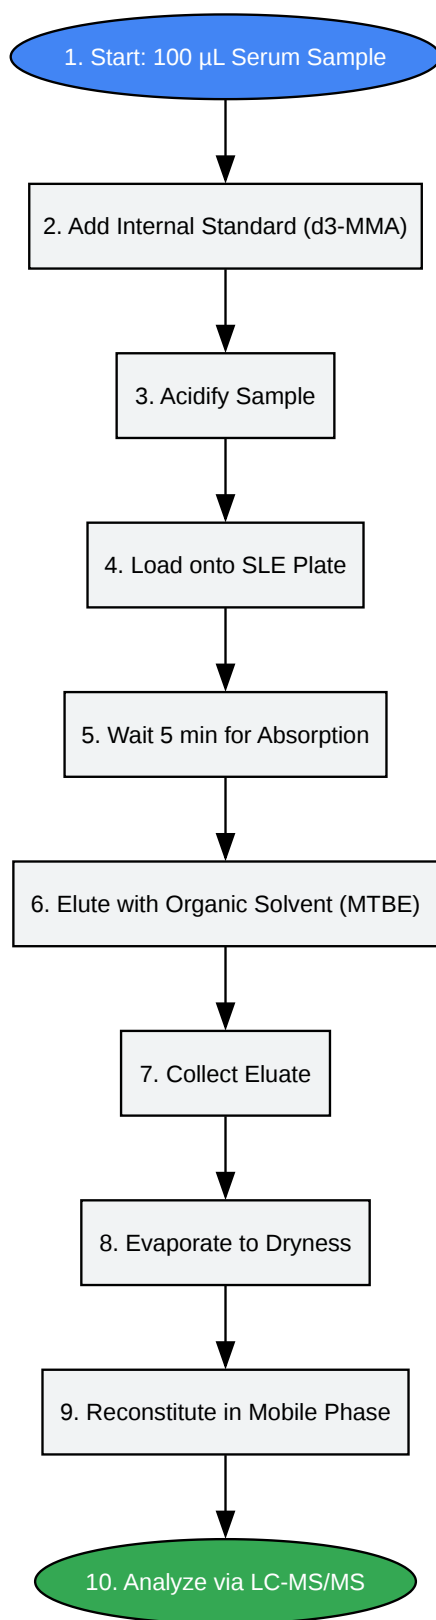 1. Start: 100 µL Serum Sample
2. Add Internal Standard (d3-MMA)
3. Acidify Sample
4. Load onto SLE Plate
5. Wait 5 min for Absorption
6. Elute with Organic Solvent (MTBE)
7. Collect Eluate
8. Evaporate to Dryness
9. Reconstitute in Mobile Phase
10. Analyze via LC-MS/MS